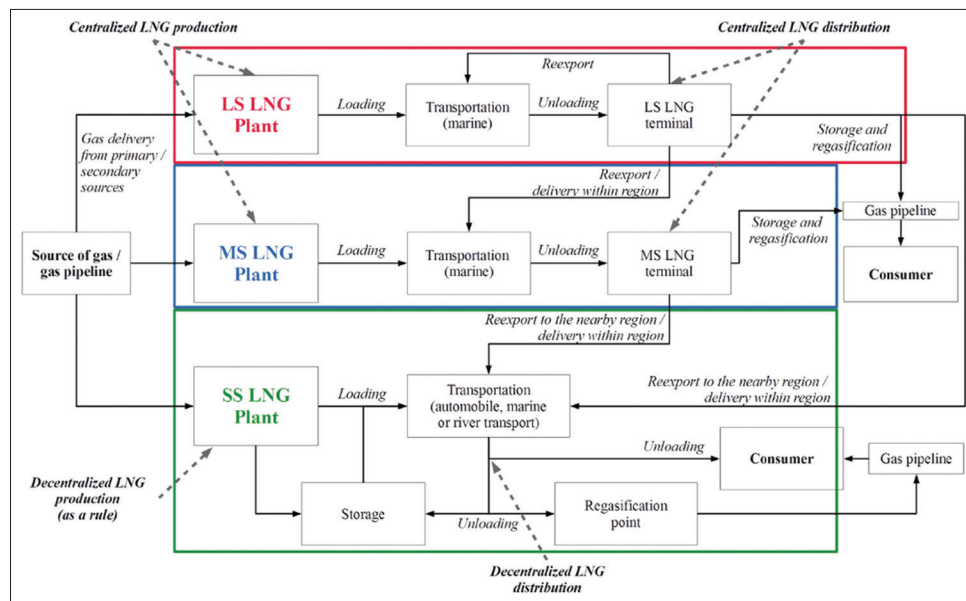 Centralized LNG production
Centralized LNG distribution
Reexport
LS LNG
Plant
Loading
Transportation
(marine)
Unloading
LS LNG
terminal
Gas delivery
from primary /
secondary
sources
Storage and
regasification
Reexport /
delivery within region
Gas pipeline
Source of gas /
gas pipeline
MS LNG
Plant
Loading
Transportation
(marine)
Unloading
MS LNG
terminal
Storage and
regasification
Consumer
Reexport to the nearby region /
delivery within region
SS LNG
Plant
Loading
Transportation
(automobile, marine
or river transport)
Reexport to the nearby region /
delivery within region
Unloading
Consumer
Gas pipeline
Decentralized LNG
production
(as a rule)
Storage
Unloading
Regasification
point
Decentralized LNG
distribution